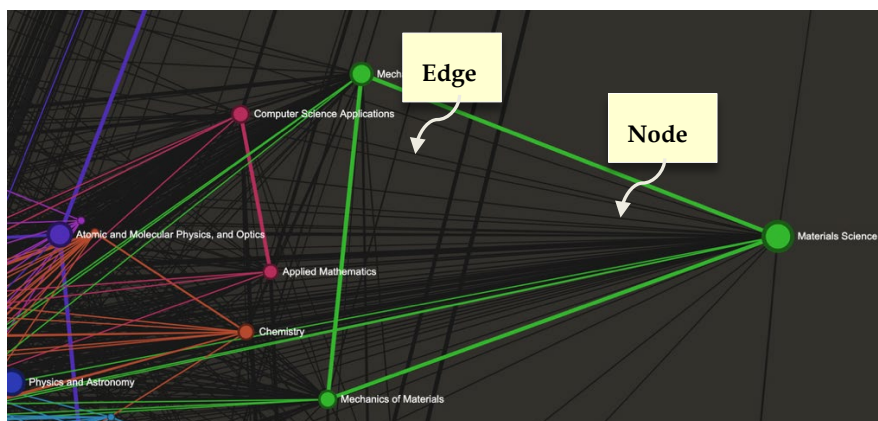 Mecha
Edge
Computer Science Applications
Node
Atomic and Molecular Physics, and Optics
Materials Science
Applied Mathematics
Chemistry
Physics and Astronomy
Mechanics of Materials